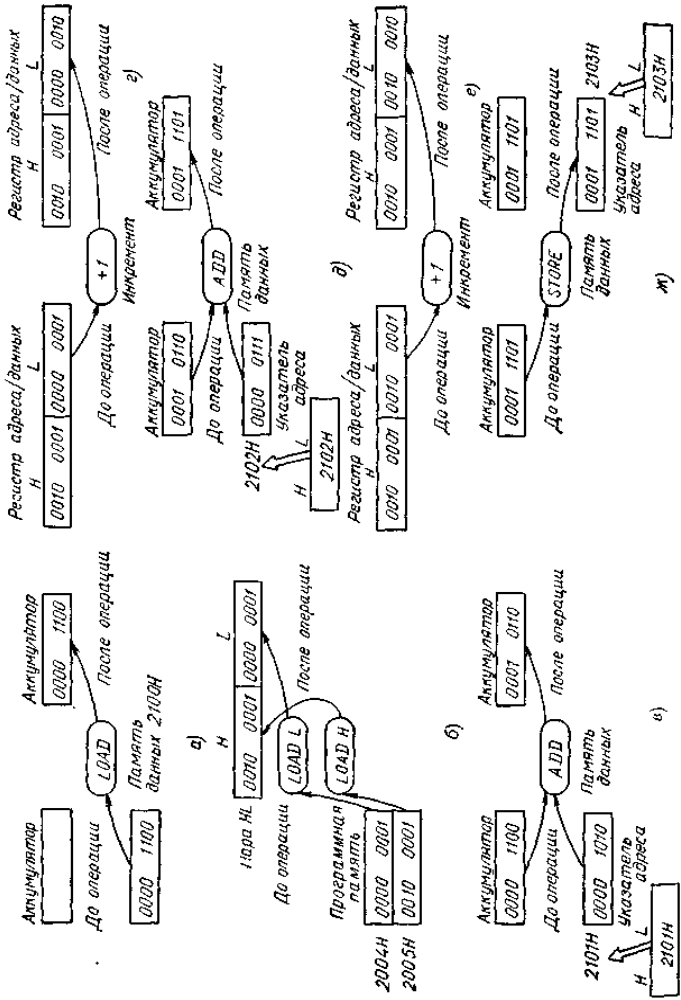 Аккумулятор
Аккумулятор
0000 1100
До операции
LOAD
После операции
0000 1100
Память
данных 2100H
а)
Пара HL
H L
0010 0001 0000 0001
До операции
LOAD L
После операции
Программная
память
LOAD H
2004H 0000 0001
2005H 0010 0001
б)
Аккумулятор
Аккумулятор
0000 1100
0001 0110
До операции
ADD
После операции
2101H 0000 1010
Память
данных
Указатель
адреса
H L
2101H
в)
Регистр адреса/данных
Регистр адреса/данных
H L
H L
0010 0001 0000 0001
0010 0001 0000 0010
До операции
+1
После операции
Инкремент
г)
Аккумулятор
Аккумулятор
0001 0110
0001 1101
До операции
ADD
После операции
2102H 0000 0111
Память
данных
Указатель
адреса
H L
2102H
д)
Регистр адреса/данных
Регистр адреса/данных
H L
H L
0010 0001 0010 0001
0010 0001 0010 0010
До операции
+1
После операции
Инкремент
е)
Аккумулятор
Аккумулятор
0001 1101
0001 1101
До операции
STORE
После операции
Память
данных
0001 1101 2103H
Указатель
адреса
H L
2103H
ж)